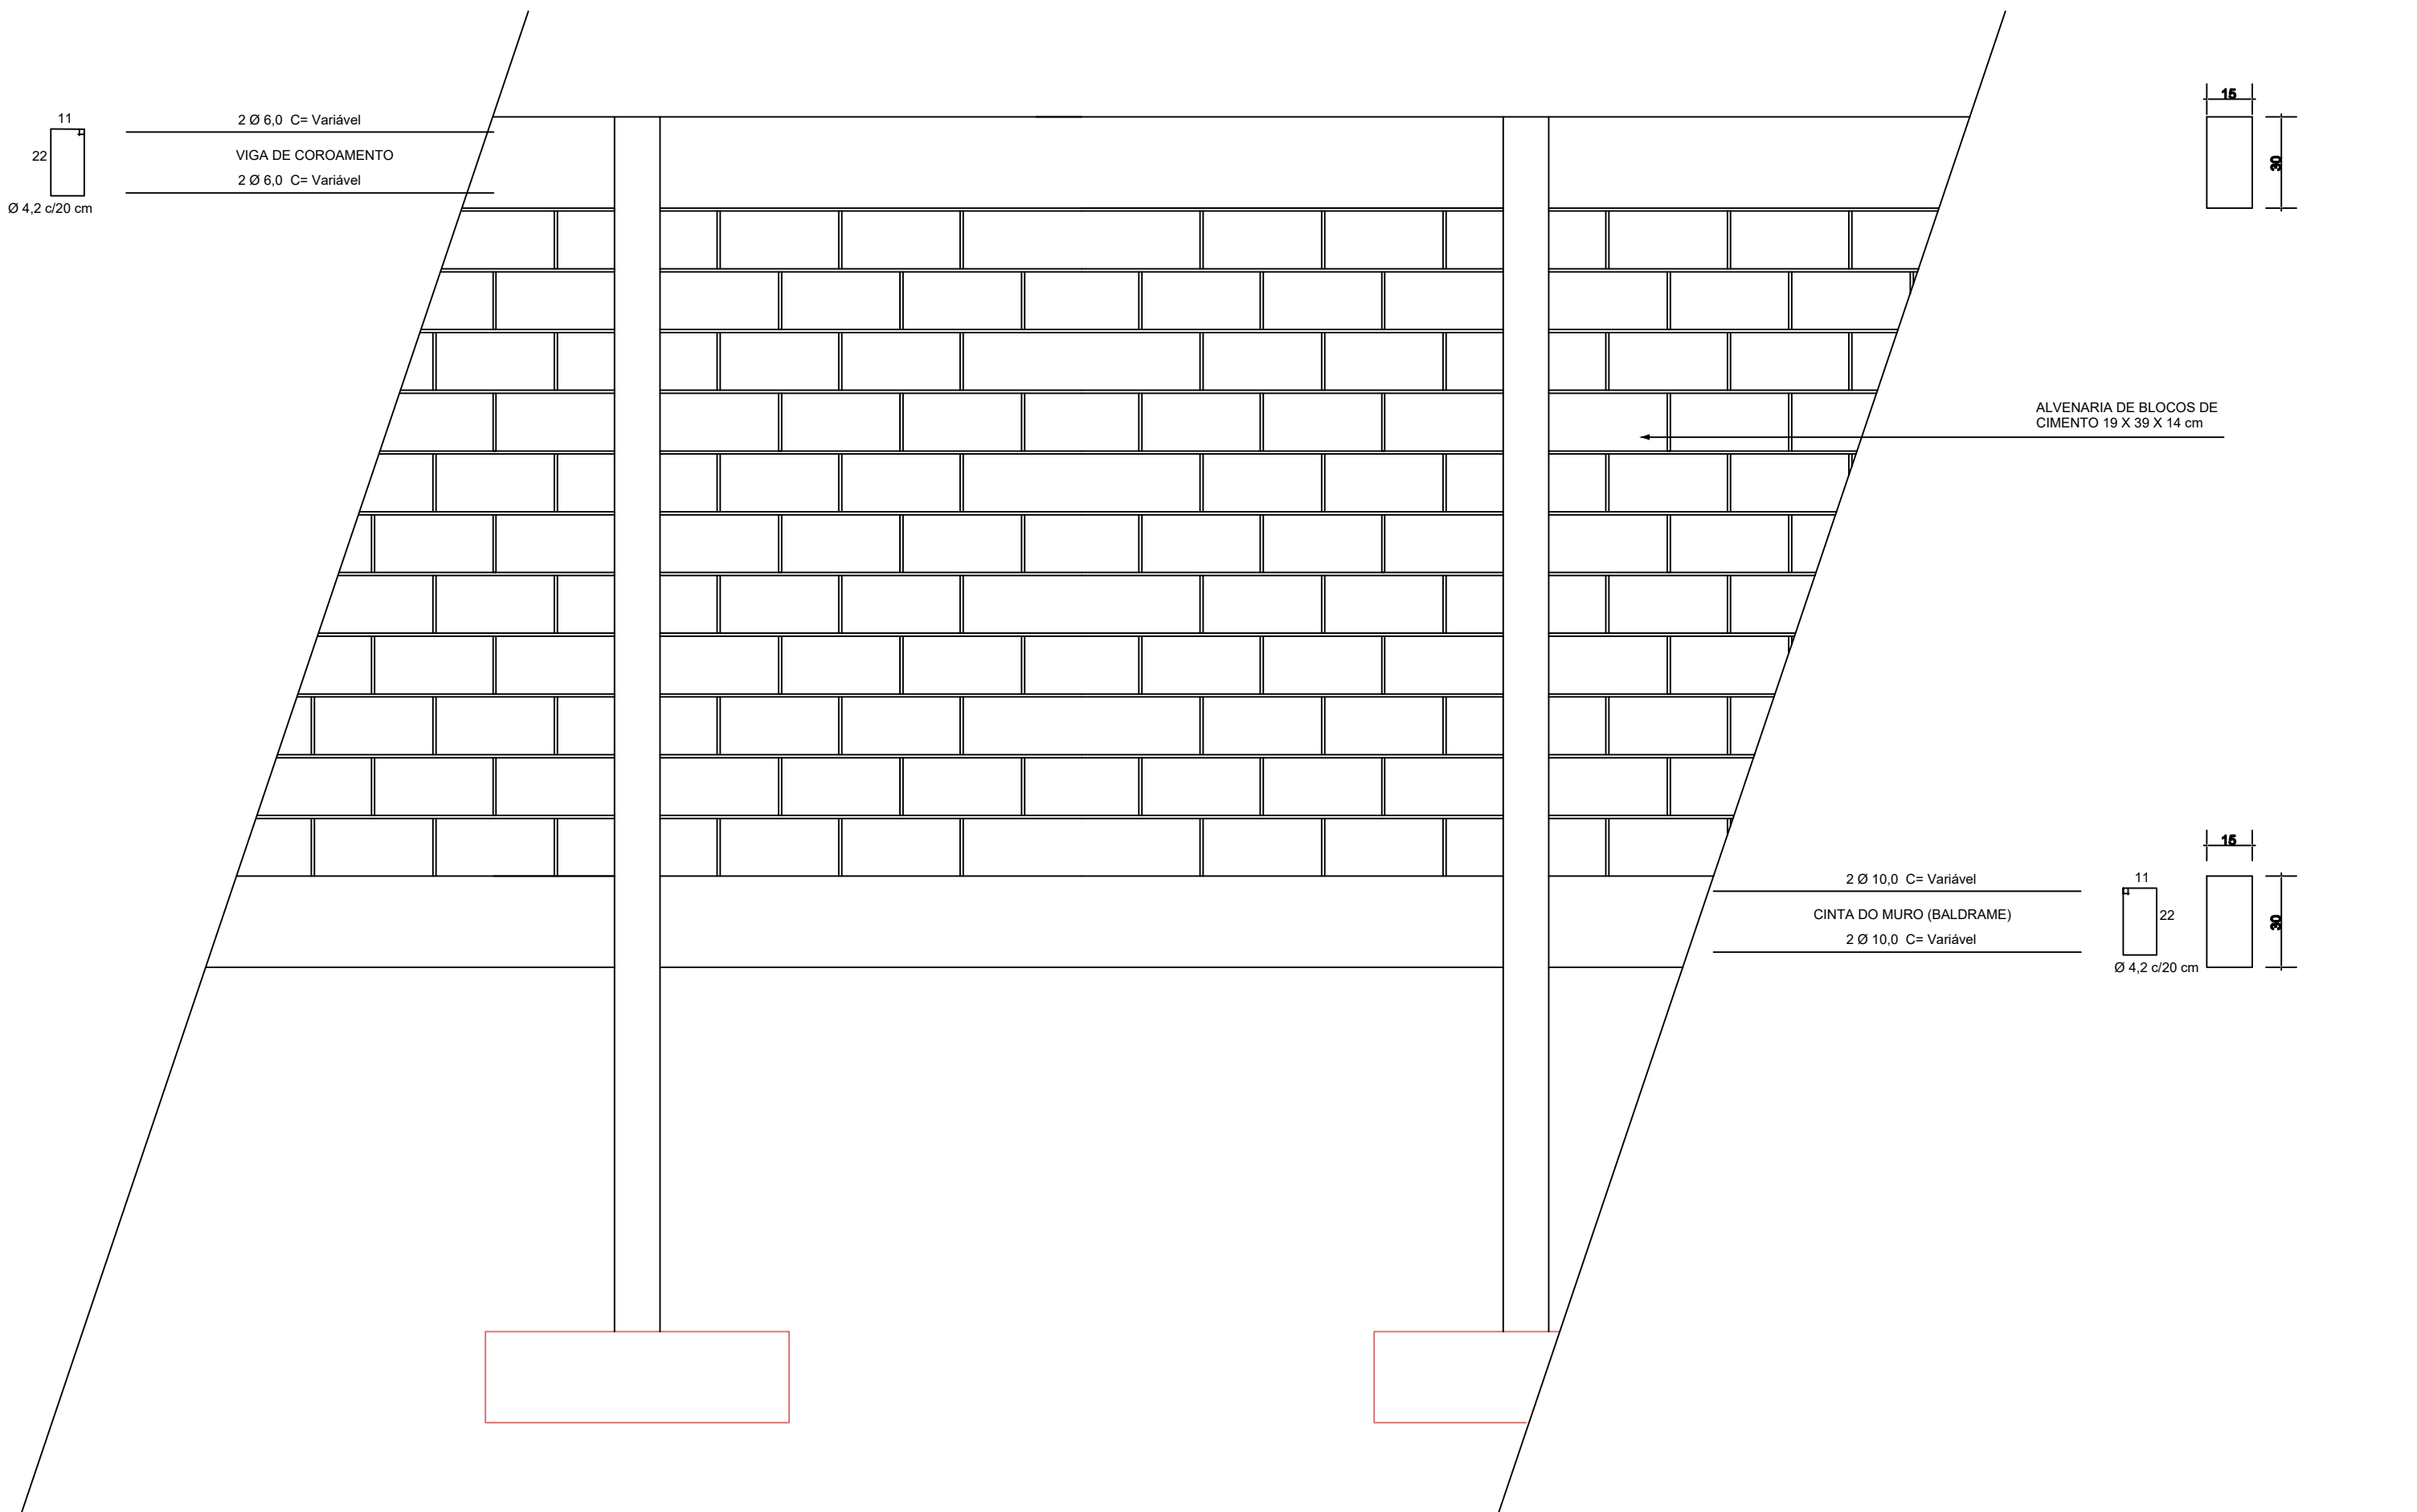 11
2 Ø 6,0 C= Variável
22
VIGA DE COROAMENTO
2 Ø 6,0 C= Variável
Ø 4,2 c/20 cm
15
30
ALVENARIA DE BLOCOS DE
CIMENTO 19 X 39 X 14 cm
15
2 Ø 10,0 C= Variável
11
CINTA DO MURO (BALDRAME)
22
30
2 Ø 10,0 C= Variável
Ø 4,2 c/20 cm